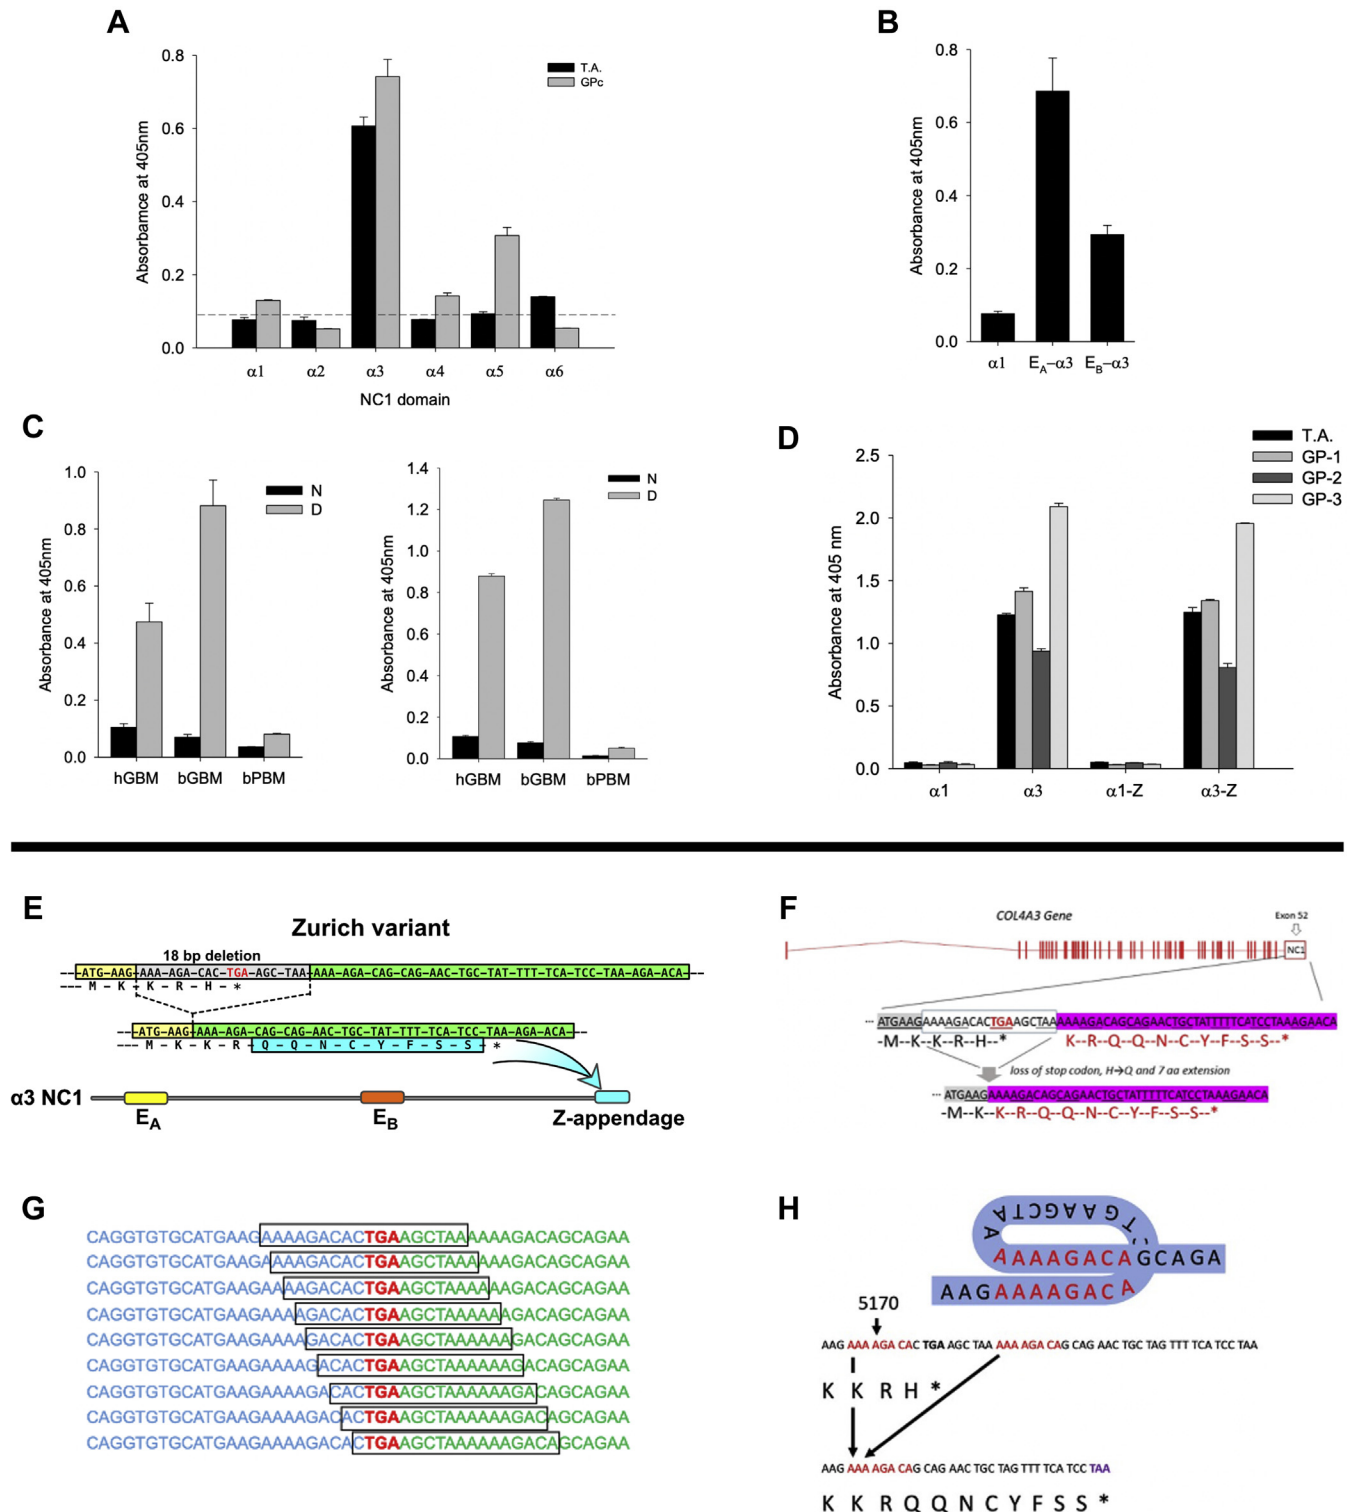 A
0.8
0.6
0.4
0.2
0.0
Absorbamce at 405nm
T.A.
GPc
α1 α2 α3 α4 α5 α6
NC1 domain
B
0.8
0.6
0.4
0.2
0.0
Absorbance at 405nm
α1 EA–α3 EB–α3
C
1.0
0.8
0.6
0.4
0.2
0.0
Absorbance at 405nm
N
D
hGBM bGBM bPBM
1.4
1.2
1.0
0.8
0.6
0.4
0.2
0.0
Absorbance at 405nm
N
D
hGBM bGBM bPBM
D
2.5
2.0
1.5
1.0
0.5
0.0
Absorbance at 405 nm
T.A.
GP-1
GP-2
GP-3
α1 α3 α1-Z α3-Z
E
Zurich variant
18 bp deletion
---ATG-AAG-AAA-AGA-CAC-TGA-AGC-TAA-AAA-AGA-CAG-CAG-AAC-TGC-TAT-TTT-TCA-TCC-TAA-AGA-ACA---
--- M - K - K - R - H - *
---ATG-AAG-AAA-AGA-CAG-CAG-AAC-TGC-TAT-TTT-TCA-TCC-TAA-AGA-ACA---
--- M - K - K - R - Q - Q - N - C - Y - F - S - S - *
α3 NC1
EA EB Z-appendage
F
COL4A3 Gene
Exon 52
NC1
··· ATGAAGAAAAGACACTGAAGCTAAAAAAGACAGCAGAACTGCTATTTTTCATCCTAAAGAACA
-M--K--K--R--H--* K--R--Q--Q--N--C--Y--F--S--S--*
loss of stop codon, H→Q and 7 aa extension
··· ATGAAGAAAAGACAGCAGAACTGCTATTTTTCATCCTAAAGAACA
-M--K--K--R--Q--Q--N--C--Y--F--S--S--*
G
CAGGTGTGCATGAAGAAAAGACACTGAAGCTAAAAAAGACAGCAGAA
CAGGTGTGCATGAAGAAAAGACACTGAAGCTAAAAAAGACAGCAGAA
CAGGTGTGCATGAAGAAAAGACACTGAAGCTAAAAAAGACAGCAGAA
CAGGTGTGCATGAAGAAAAGACACTGAAGCTAAAAAAGACAGCAGAA
CAGGTGTGCATGAAGAAAAGACACTGAAGCTAAAAAAGACAGCAGAA
CAGGTGTGCATGAAGAAAAGACACTGAAGCTAAAAAAGACAGCAGAA
CAGGTGTGCATGAAGAAAAGACACTGAAGCTAAAAAAGACAGCAGAA
CAGGTGTGCATGAAGAAAAGACACTGAAGCTAAAAAAGACAGCAGAA
CAGGTGTGCATGAAGAAAAGACACTGAAGCTAAAAAAGACAGCAGAA
H
CTGAAGCTAA
AAAAGACAGCAGA
AAGAAAAGACA
5170
AAG AAA AGA CAC TGA AGC TAA AAA AGA CAG CAG AAC TGC TAG TTT TCA TCC TAA
K K R H *
AAG AAA AGA CAG CAG AAC TGC TAG TTT TCA TCC TAA
K K R Q Q N C Y F S S *